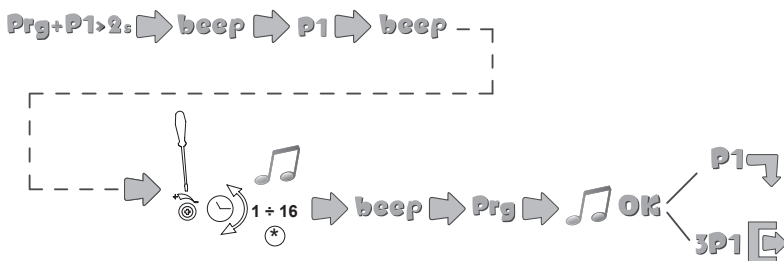 Prg+P1>2s beep P1 beep
1 ÷ 16
*
beep Prg OK
P1
3P1